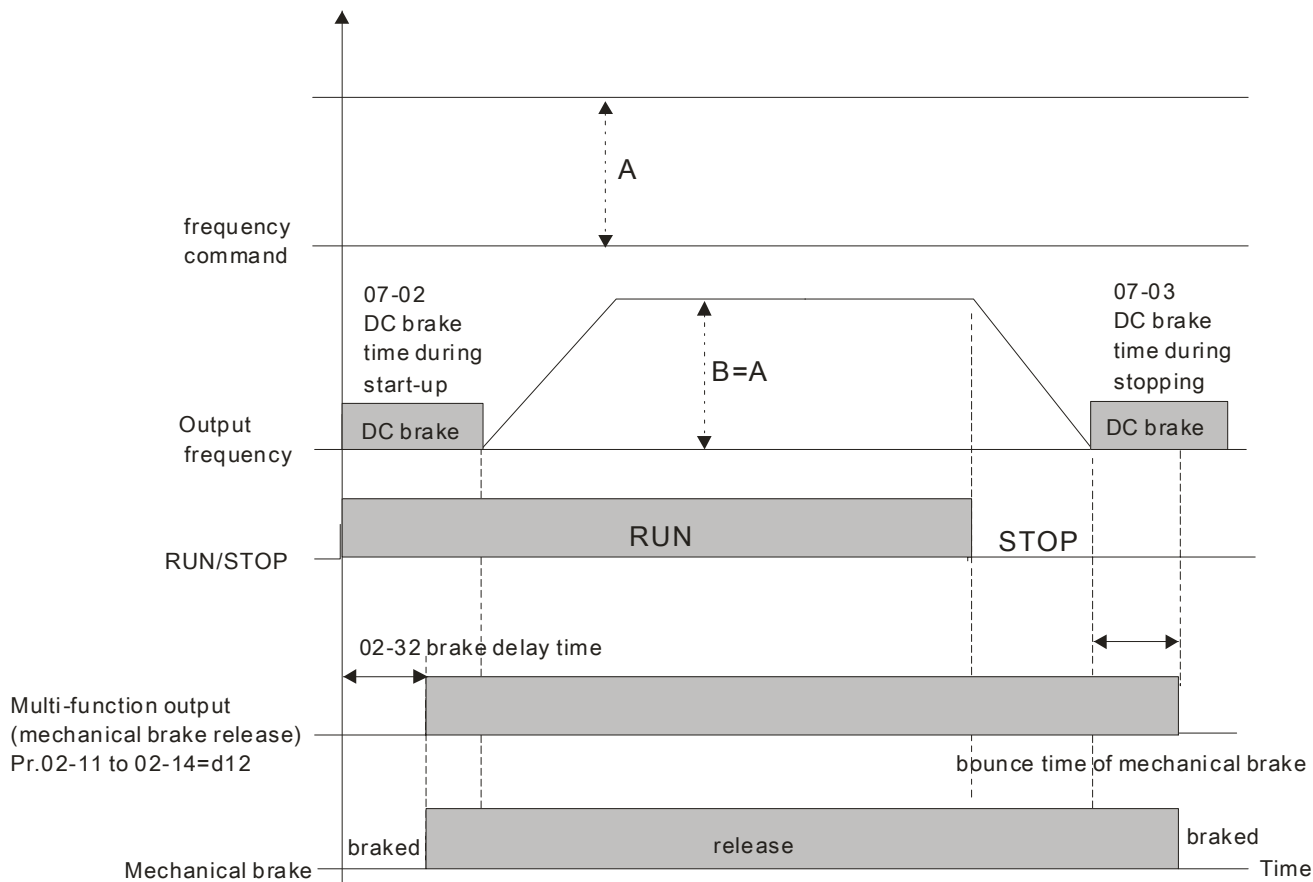 A
frequency
command
07-02
DC brake
time during
start-up
07-03
DC brake
time during
stopping
B=A
Output
frequency
DC brake
DC brake
RUN
STOP
RUN/STOP
02-32 brake delay time
Multi-function output
(mechanical brake release)
Pr.02-11 to 02-14=d12
bounce time of mechanical brake
braked
release
braked
Mechanical brake
Time